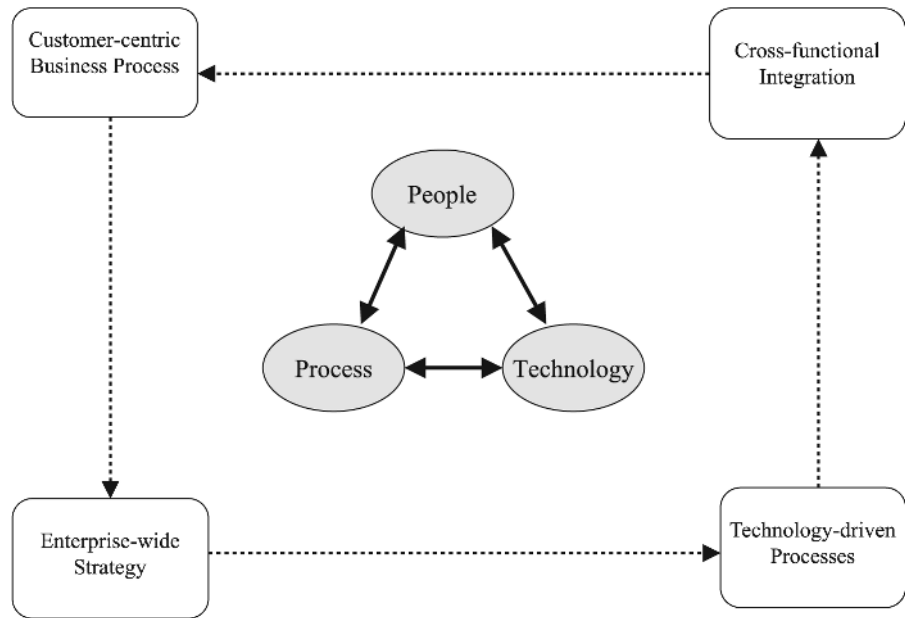 Customer-centric
Business Process
Cross-functional
Integration
People
Process
Technology
Enterprise-wide
Strategy
Technology-driven
Processes